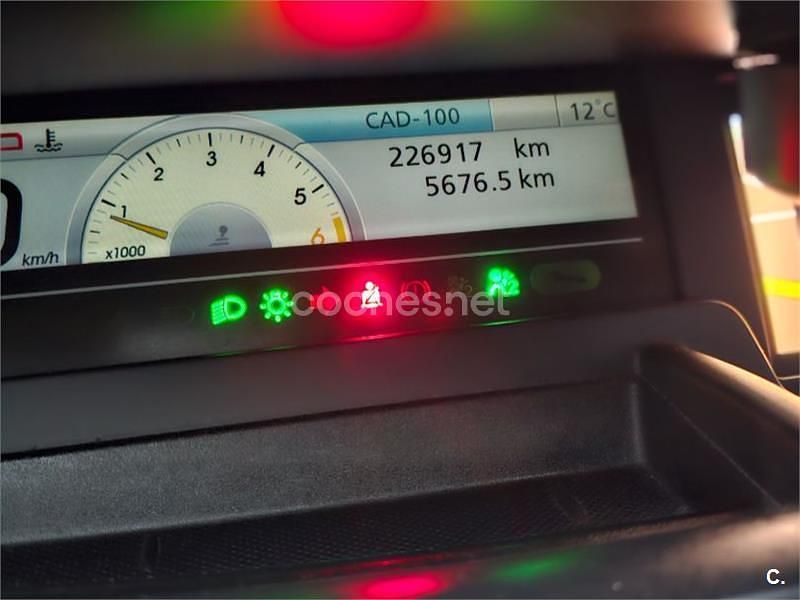 CAD-100
12°C
226917 km
5676.5 km
1 2 3 4 5 6
x1000
km/h
coches.net
C.